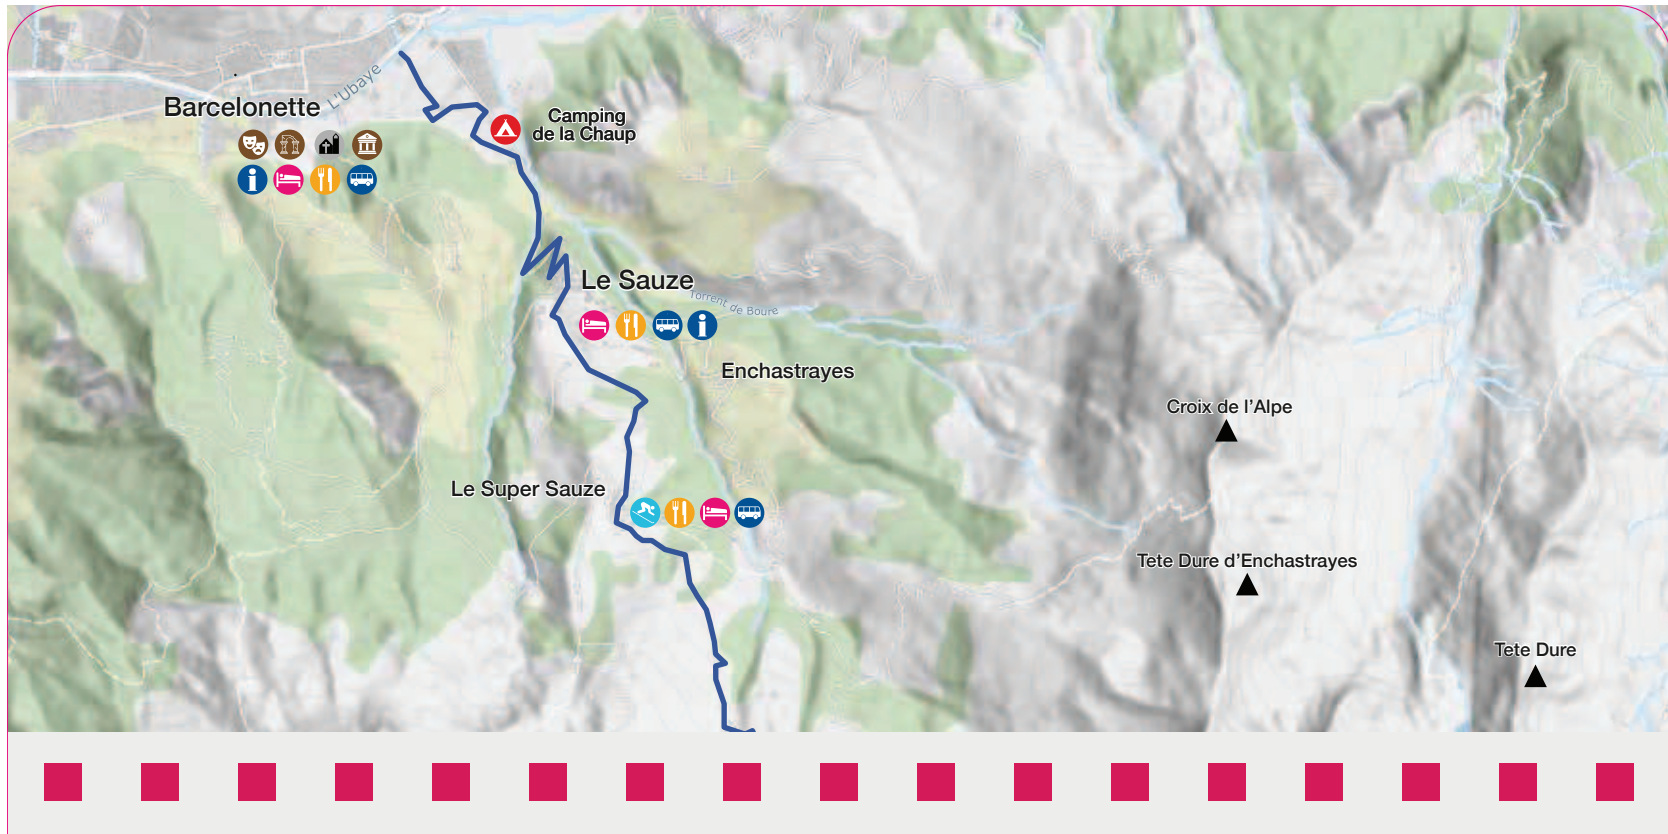 L'Ubaye
Barcelonette
Camping
de la Chaup
Le Sauze
Torrent de Boure
Enchastrayes
Croix de l'Alpe
Le Super Sauze
Tete Dure d'Enchastrayes
Tete Dure